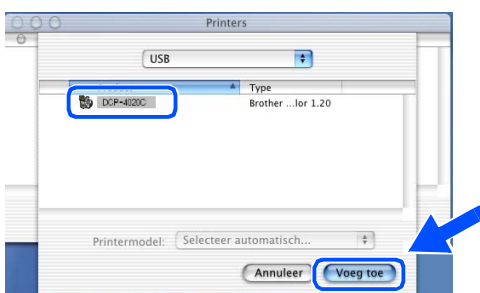 Printers
USB
Type
DCP-4020C Brother ...lor 1.20
Printermodel: Selecteer automatisch...
Annuleer Voeg toe